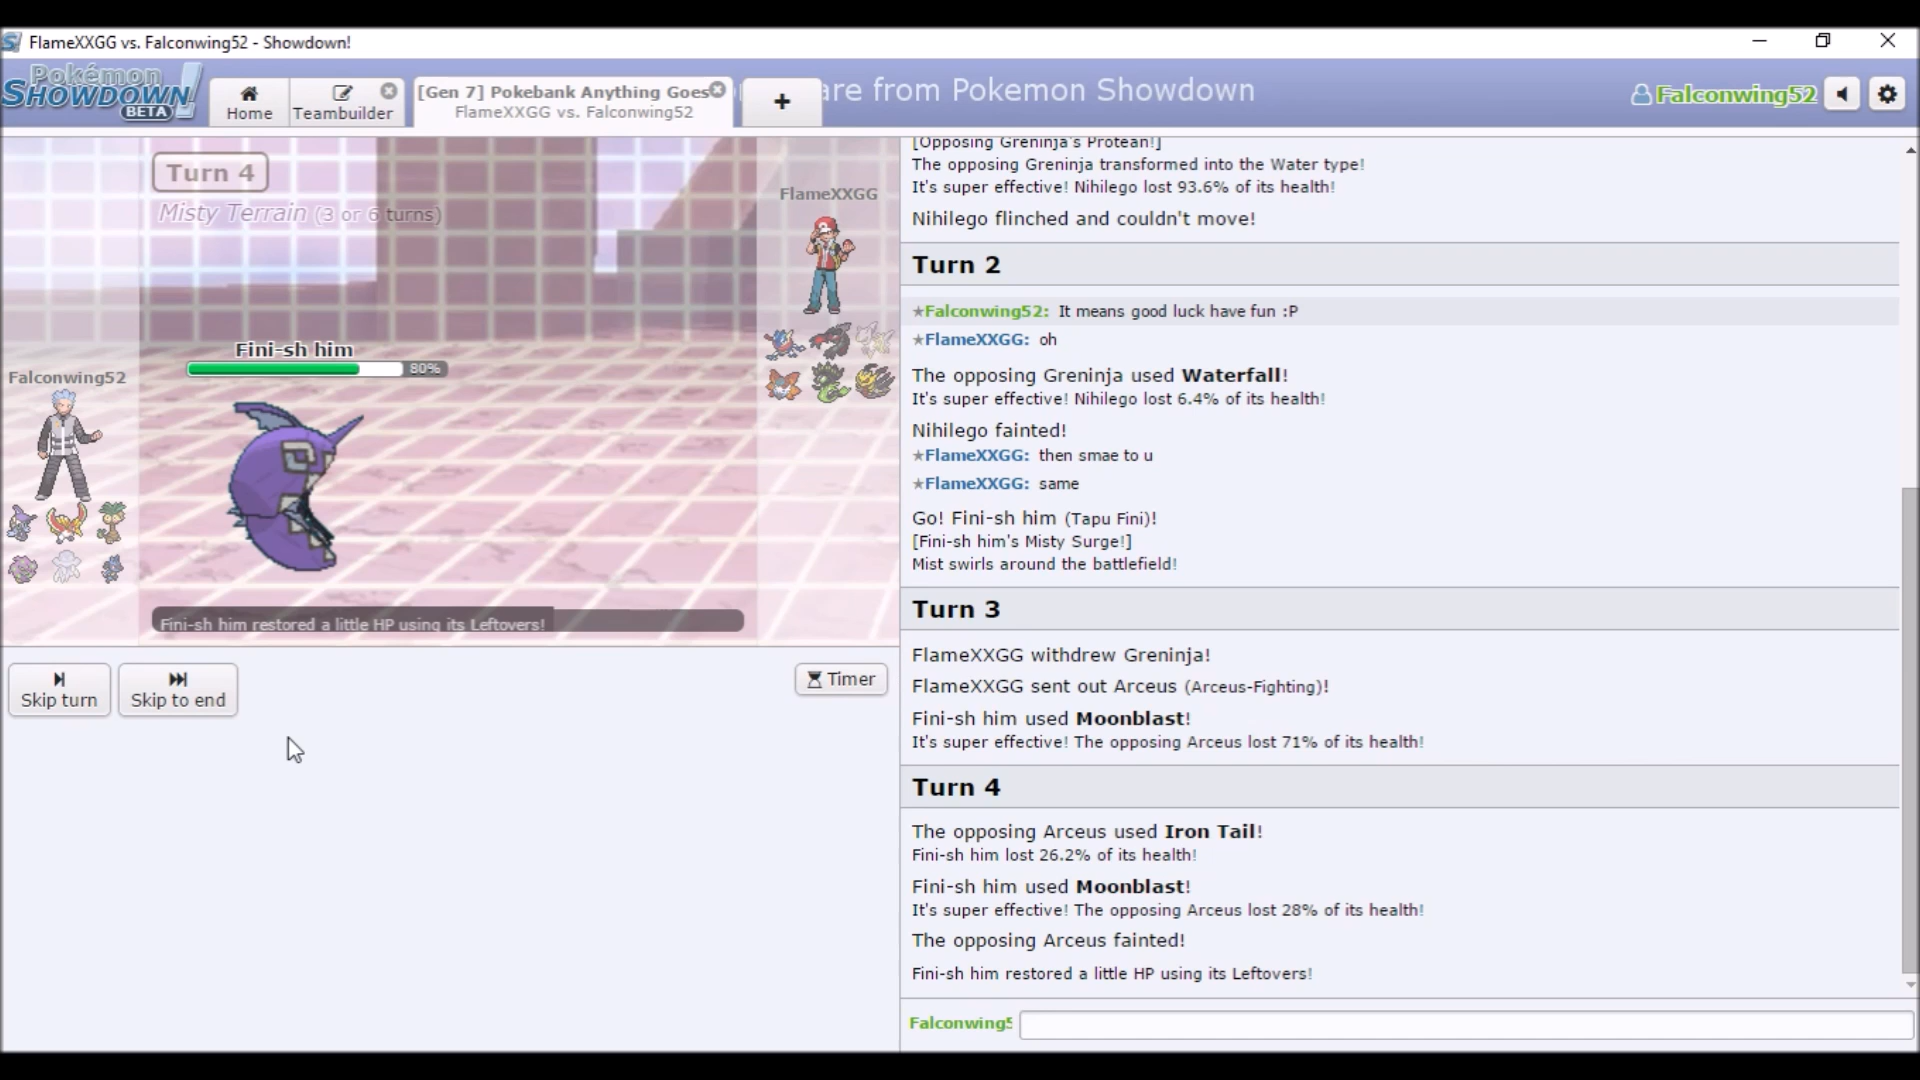 FlameXXGG vs. Falconwing52 - Showdown!
Pokémon
SHOWDOWN!
BETA
Home
Teambuilder
[Gen 7] Pokebank Anything Goes
FlameXXGG vs. Falconwing52
+
are from Pokemon Showdown
Falconwing52
Turn 4
Misty Terrain (3 or 6 turns)
FlameXXGG
Fini-sh him
80%
Falconwing52
Fini-sh him restored a little HP using its Leftovers!
Skip turn
Skip to end
Timer
[Opposing Greninja's Protean!]
The opposing Greninja transformed into the Water type!
It's super effective! Nihilego lost 93.6% of its health!
Nihilego flinched and couldn't move!
Turn 2
★Falconwing52: It means good luck have fun :P
★FlameXXGG: oh
The opposing Greninja used Waterfall!
It's super effective! Nihilego lost 6.4% of its health!
Nihilego fainted!
★FlameXXGG: then smae to u
★FlameXXGG: same
Go! Fini-sh him (Tapu Fini)!
[Fini-sh him's Misty Surge!]
Mist swirls around the battlefield!
Turn 3
FlameXXGG withdrew Greninja!
FlameXXGG sent out Arceus (Arceus-Fighting)!
Fini-sh him used Moonblast!
It's super effective! The opposing Arceus lost 71% of its health!
Turn 4
The opposing Arceus used Iron Tail!
Fini-sh him lost 26.2% of its health!
Fini-sh him used Moonblast!
It's super effective! The opposing Arceus lost 28% of its health!
The opposing Arceus fainted!
Fini-sh him restored a little HP using its Leftovers!
Falconwing5